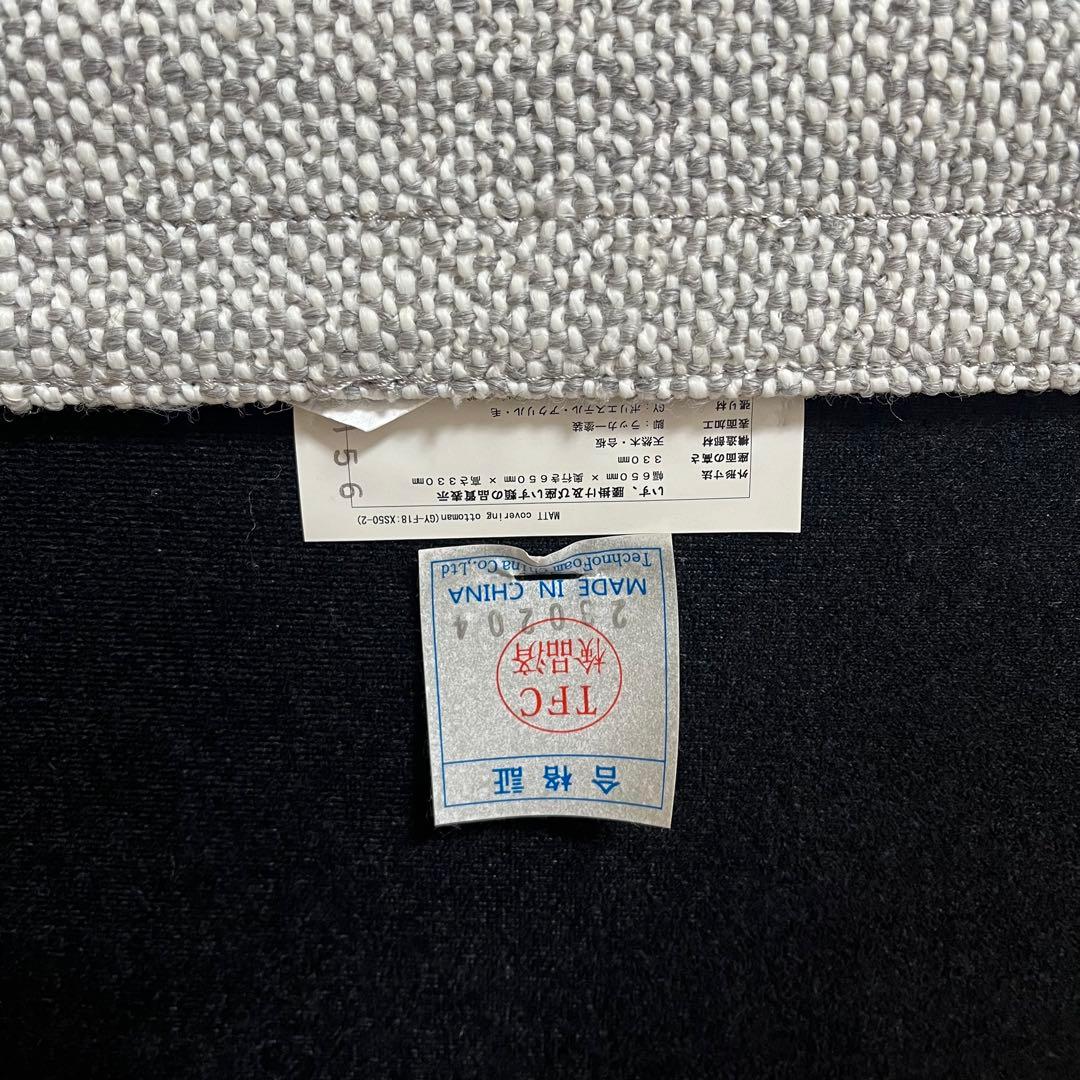 MATT covering ottoman(GY-F18:XS50-2)
いす、腰掛け及び座いす類の品質表示
外形寸法 幅650mm × 奥行き650mm × 高さ330mm
座面の高さ 330mm
構造部材 天然木・合板
表面加工 脚：ラッカー塗装
張り材 GY：ポリエステル・アクリル・毛
156
合格証
TFC
検品済
230204
MADE IN CHINA
TechnoFoam China Co.,Ltd